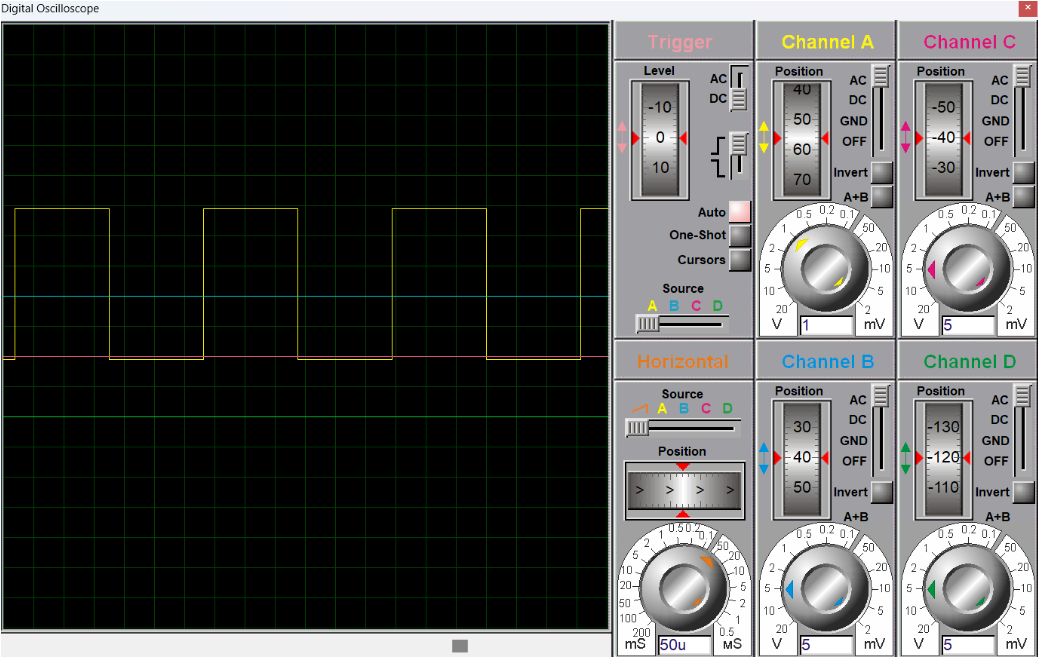 Digital Oscilloscope
Trigger
Level
AC
DC
-10
0
10
Auto
One-Shot
Cursors
Source
A B C D
Channel A
Position
40
50
60
70
AC
DC
GND
OFF
Invert
A+B
V 20 10 5 2 1 0.5 0.2 0.1 50 20 10 5 2 mV
1
Channel C
Position
-50
-40
-30
AC
DC
GND
OFF
Invert
A+B
V 20 10 5 2 1 0.5 0.2 0.1 50 20 10 5 2 mV
5
Horizontal
Source
A B C D
Position
> > > >
mS 200 100 50 20 10 5 2 1 0.5 0.2 0.1 50 20 10 5 2 1 0.5 мS
50u
Channel B
Position
30
40
50
AC
DC
GND
OFF
Invert
A+B
V 20 10 5 2 1 0.5 0.2 0.1 50 20 10 5 2 mV
5
Channel D
Position
-130
-120
-110
AC
DC
GND
OFF
Invert
A+B
V 20 10 5 2 1 0.5 0.2 0.1 50 20 10 5 2 mV
5